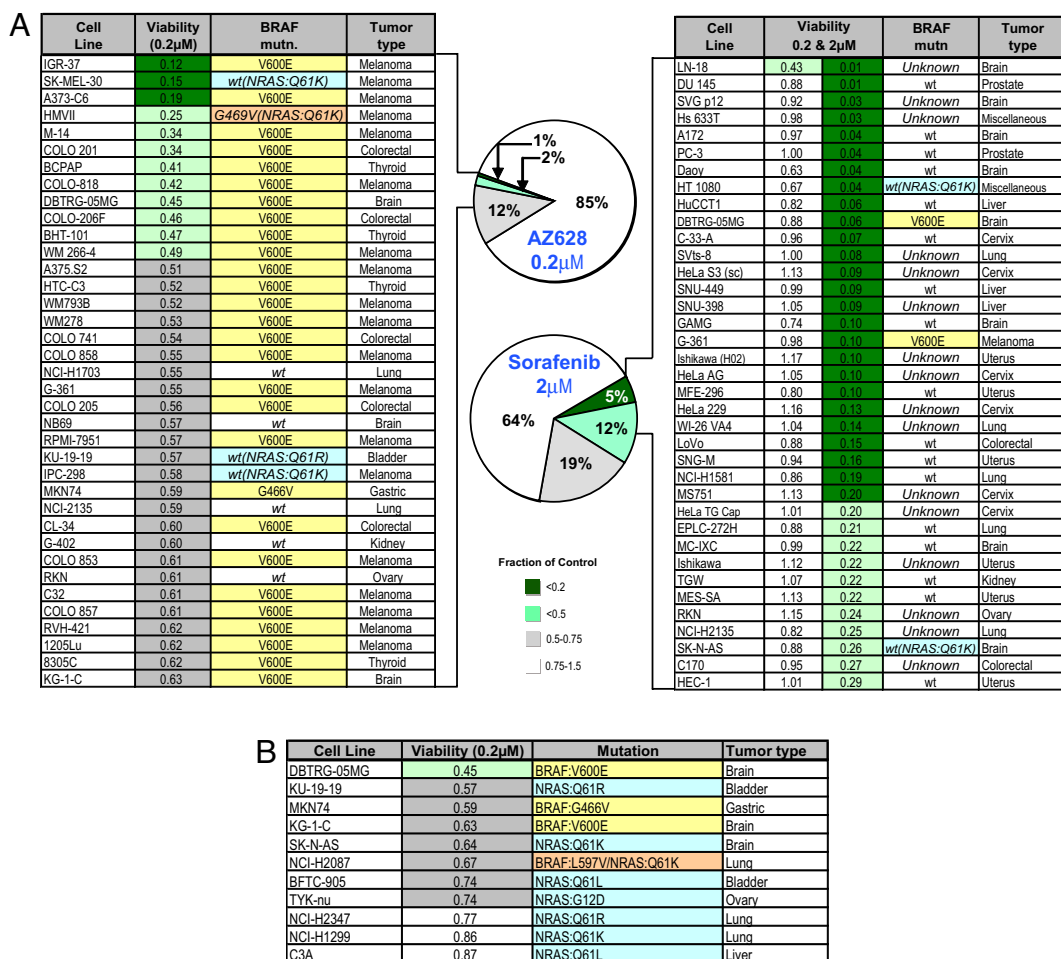 A
Cell Line Viability (0.2µM) BRAF mutn. Tumor type
IGR-37 0.12 V600E Melanoma
SK-MEL-30 0.15 wt(NRAS:Q61K) Melanoma
A373-C6 0.19 V600E Melanoma
HMVII 0.25 G469V(NRAS:Q61K) Melanoma
M-14 0.34 V600E Melanoma
COLO 201 0.34 V600E Colorectal
BCPAP 0.41 V600E Thyroid
COLO-818 0.42 V600E Melanoma
DBTRG-05MG 0.45 V600E Brain
COLO-206F 0.46 V600E Colorectal
BHT-101 0.47 V600E Thyroid
WM 266-4 0.49 V600E Melanoma
A375.S2 0.51 V600E Melanoma
HTC-C3 0.52 V600E Thyroid
WM793B 0.52 V600E Melanoma
WM278 0.53 V600E Melanoma
COLO 741 0.54 V600E Colorectal
COLO 858 0.55 V600E Melanoma
NCI-H1703 0.55 wt Lung
G-361 0.55 V600E Melanoma
COLO 205 0.56 V600E Colorectal
NB69 0.57 wt Brain
RPMI-7951 0.57 V600E Melanoma
KU-19-19 0.57 wt(NRAS:Q61R) Bladder
IPC-298 0.58 wt(NRAS:Q61K) Melanoma
MKN74 0.59 G466V Gastric
NCI-2135 0.59 wt Lung
CL-34 0.60 V600E Colorectal
G-402 0.60 wt Kidney
COLO 853 0.61 V600E Melanoma
RKN 0.61 wt Ovary
C32 0.61 V600E Melanoma
COLO 857 0.61 V600E Melanoma
RVH-421 0.62 V600E Melanoma
1205Lu 0.62 V600E Melanoma
8305C 0.62 V600E Thyroid
KG-1-C 0.63 V600E Brain
1%
2%
12%
85%
AZ628
0.2µM
Sorafenib
2µM
5%
64%
12%
19%
Fraction of Control
<0.2
<0.5
0.5-0.75
0.75-1.5
Cell Line Viability 0.2 & 2µM BRAF mutn Tumor type
LN-18 0.43 0.01 Unknown Brain
DU 145 0.88 0.01 wt Prostate
SVG p12 0.92 0.03 Unknown Brain
Hs 633T 0.98 0.03 Unknown Miscellaneous
A172 0.97 0.04 wt Brain
PC-3 1.00 0.04 wt Prostate
Daoy 0.63 0.04 wt Brain
HT 1080 0.67 0.04 wt(NRAS:Q61K) Miscellaneous
HuCCT1 0.82 0.06 wt Liver
DBTRG-05MG 0.88 0.06 V600E Brain
C-33-A 0.96 0.07 wt Cervix
SVts-8 1.00 0.08 Unknown Lung
HeLa S3 (sc) 1.13 0.09 Unknown Cervix
SNU-449 0.99 0.09 wt Liver
SNU-398 1.05 0.09 Unknown Liver
GAMG 0.74 0.10 wt Brain
G-361 0.98 0.10 V600E Melanoma
Ishikawa (H02) 1.17 0.10 Unknown Uterus
HeLa AG 1.05 0.10 Unknown Cervix
MFE-296 0.80 0.10 wt Uterus
HeLa 229 1.16 0.13 Unknown Cervix
WI-26 VA4 1.04 0.14 Unknown Lung
LoVo 0.88 0.15 wt Colorectal
SNG-M 0.94 0.16 wt Uterus
NCI-H1581 0.86 0.19 wt Lung
MS751 1.13 0.20 Unknown Cervix
HeLa TG Cap 1.01 0.20 Unknown Cervix
EPLC-272H 0.88 0.21 wt Lung
MC-IXC 0.99 0.22 wt Brain
Ishikawa 1.12 0.22 Unknown Uterus
TGW 1.07 0.22 wt Kidney
MES-SA 1.13 0.22 wt Uterus
RKN 1.15 0.24 Unknown Ovary
NCI-H2135 0.82 0.25 Unknown Lung
SK-N-AS 0.88 0.26 wt(NRAS:Q61K) Brain
C170 0.95 0.27 Unknown Colorectal
HEC-1 1.01 0.29 wt Uterus
B
Cell Line Viability (0.2µM) Mutation Tumor type
DBTRG-05MG 0.45 BRAF:V600E Brain
KU-19-19 0.57 NRAS:Q61R Bladder
MKN74 0.59 BRAF:G466V Gastric
KG-1-C 0.63 BRAF:V600E Brain
SK-N-AS 0.64 NRAS:Q61K Brain
NCI-H2087 0.67 BRAF:L597V/NRAS:Q61K Lung
BFTC-905 0.74 NRAS:Q61L Bladder
TYK-nu 0.74 NRAS:G12D Ovary
NCI-H2347 0.77 NRAS:Q61R Lung
NCI-H1299 0.86 NRAS:Q61K Lung
C3A 0.87 NRAS:Q61L Liver